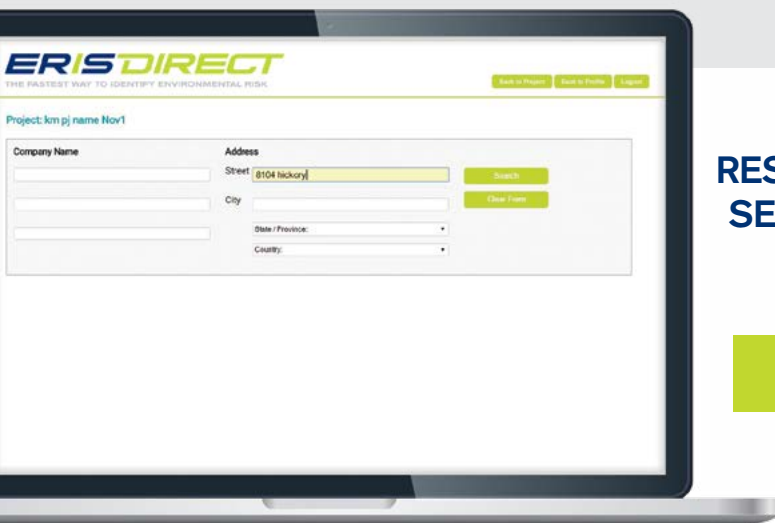 ERISDIRECT
THE FASTEST WAY TO IDENTIFY ENVIRONMENTAL RISK
Back to Project Back to Profile Logout
Project: km pj name Nov1
Company Name Address
Street 8104 hickory Search
City Clear Form
State / Province:
Country:
RES
SE